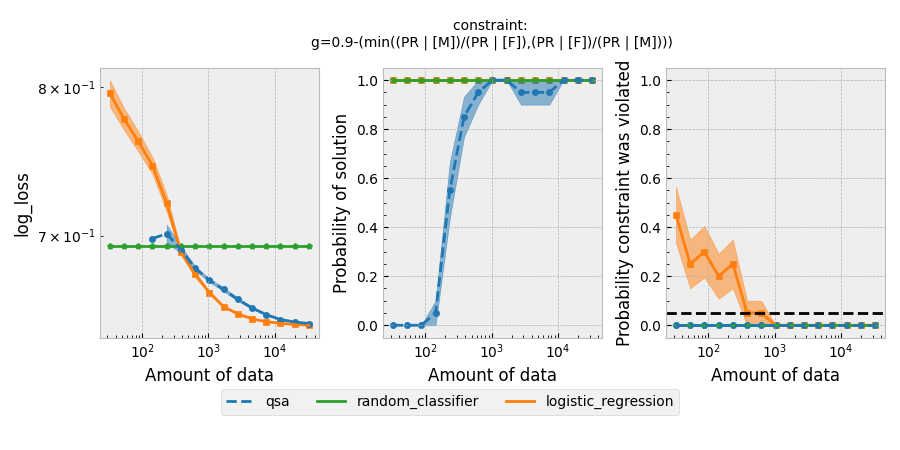 constraint:
g=0.9-(min((PR | [M])/(PR | [F]),(PR | [F])/(PR | [M])))
log_loss
8 × 10⁻¹
7 × 10⁻¹
10² 10³ 10⁴
Amount of data
Probability of solution
1.0
0.8
0.6
0.4
0.2
0.0
10² 10³ 10⁴
Amount of data
Probability constraint was violated
1.0
0.8
0.6
0.4
0.2
0.0
10² 10³ 10⁴
Amount of data
qsa random_classifier logistic_regression